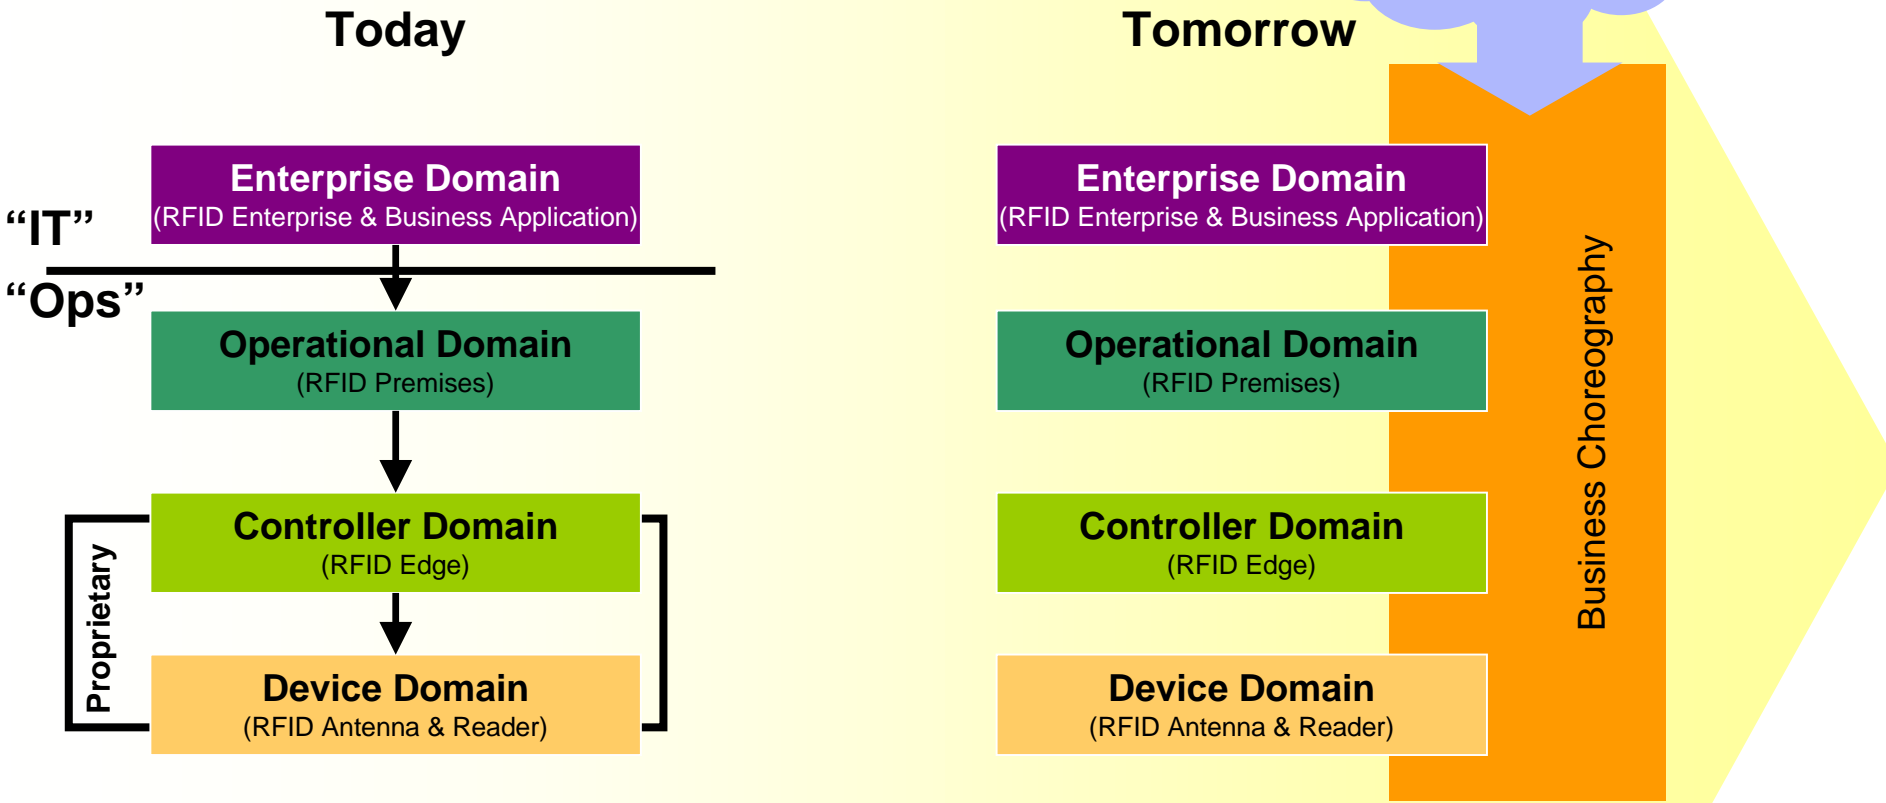 Today
“IT”
“Ops”
Enterprise Domain
(RFID Enterprise & Business Application)
Operational Domain
(RFID Premises)
Proprietary
Controller Domain
(RFID Edge)
Device Domain
(RFID Antenna & Reader)
Tomorrow
Enterprise Domain
(RFID Enterprise & Business Application)
Operational Domain
(RFID Premises)
Controller Domain
(RFID Edge)
Device Domain
(RFID Antenna & Reader)
Business Choreography